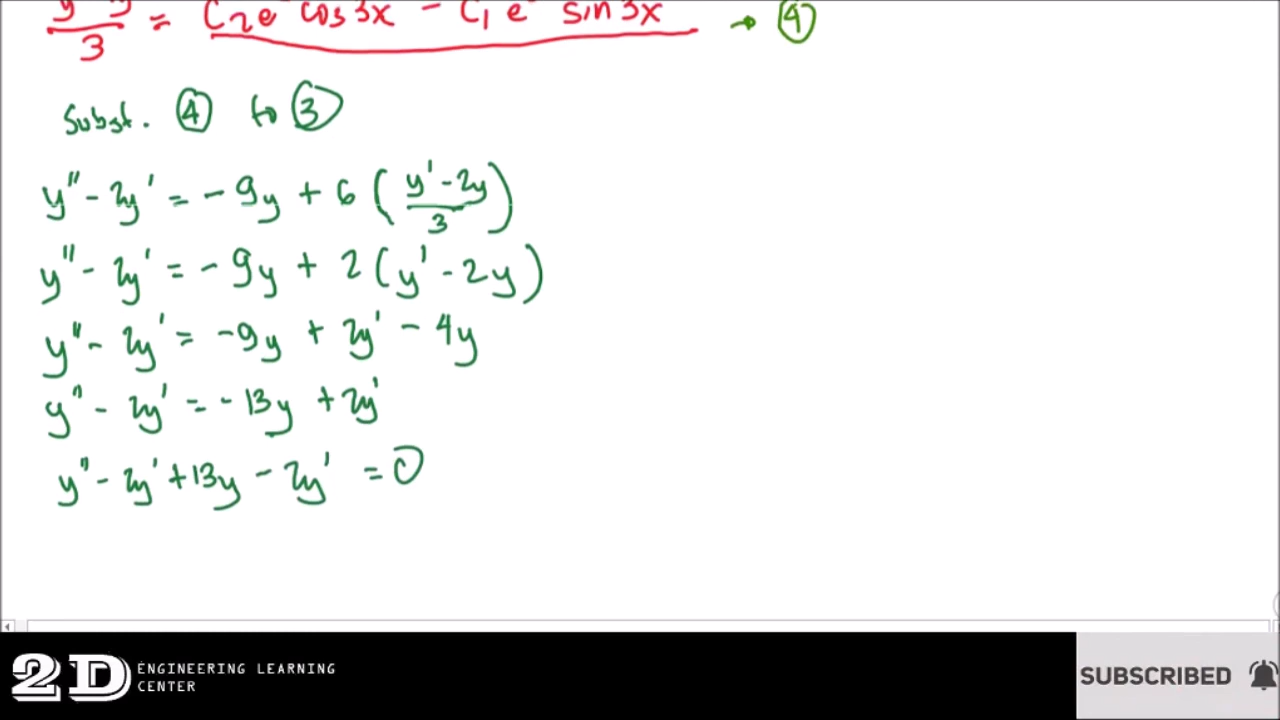 3 = C₂e cos 3x - C₁e sin 3x → ④
Subst. ④ to ③
y'' - 2y' = - 9y + 6 ( y' - 2y / 3 )
y'' - 2y' = - 9y + 2 ( y' - 2y )
y'' - 2y' = -9y + 2y' - 4y
y'' - 2y' = - 13y + 2y'
y'' - 2y' + 13y - 2y' = 0
2D ENGINEERING LEARNING
CENTER
SUBSCRIBED